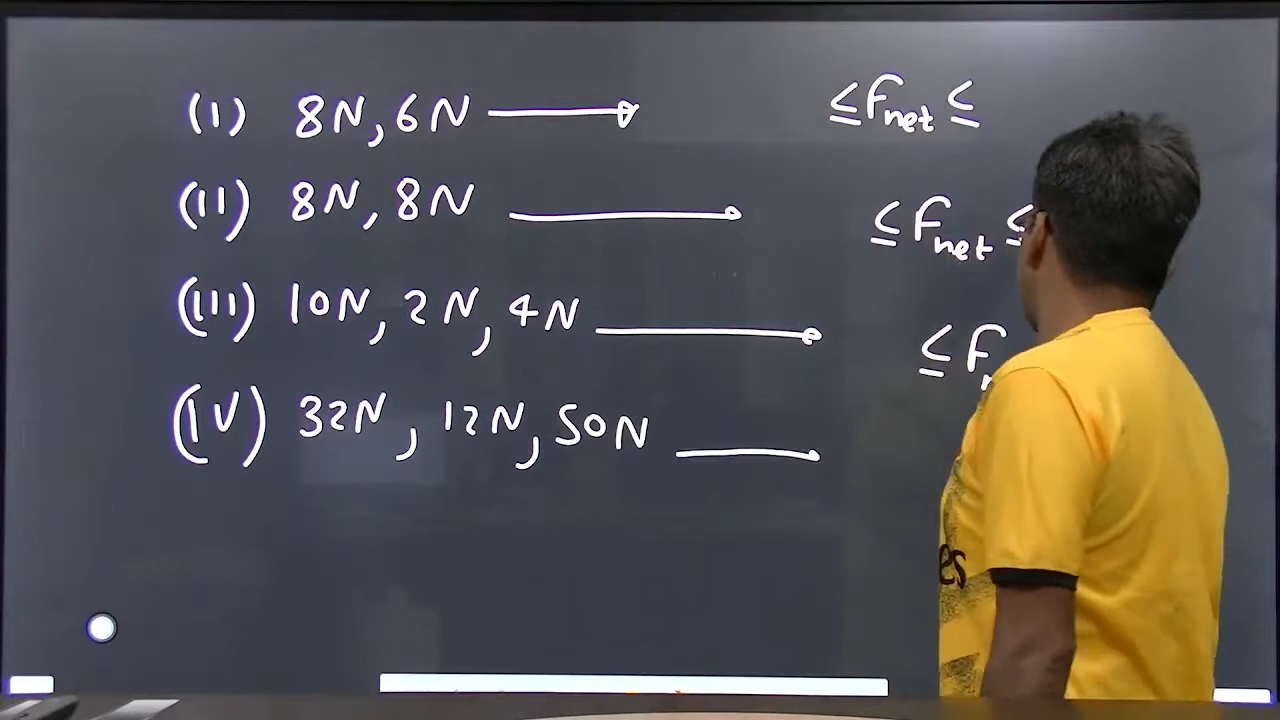 (I) 8N, 6N ⟶ ≤ Fnet ≤
(II) 8N, 8N ⟶ ≤ Fnet ≤
(III) 10N, 2N, 4N ⟶ ≤ F
(IV) 32N, 12N, 50N ⟶